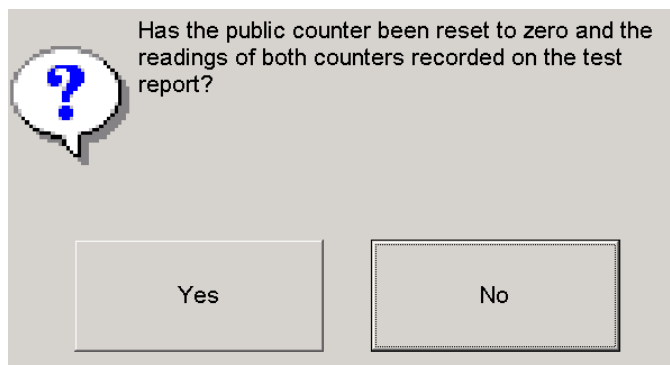 Has the public counter been reset to zero and the
readings of both counters recorded on the test
report?
?
Yes
No